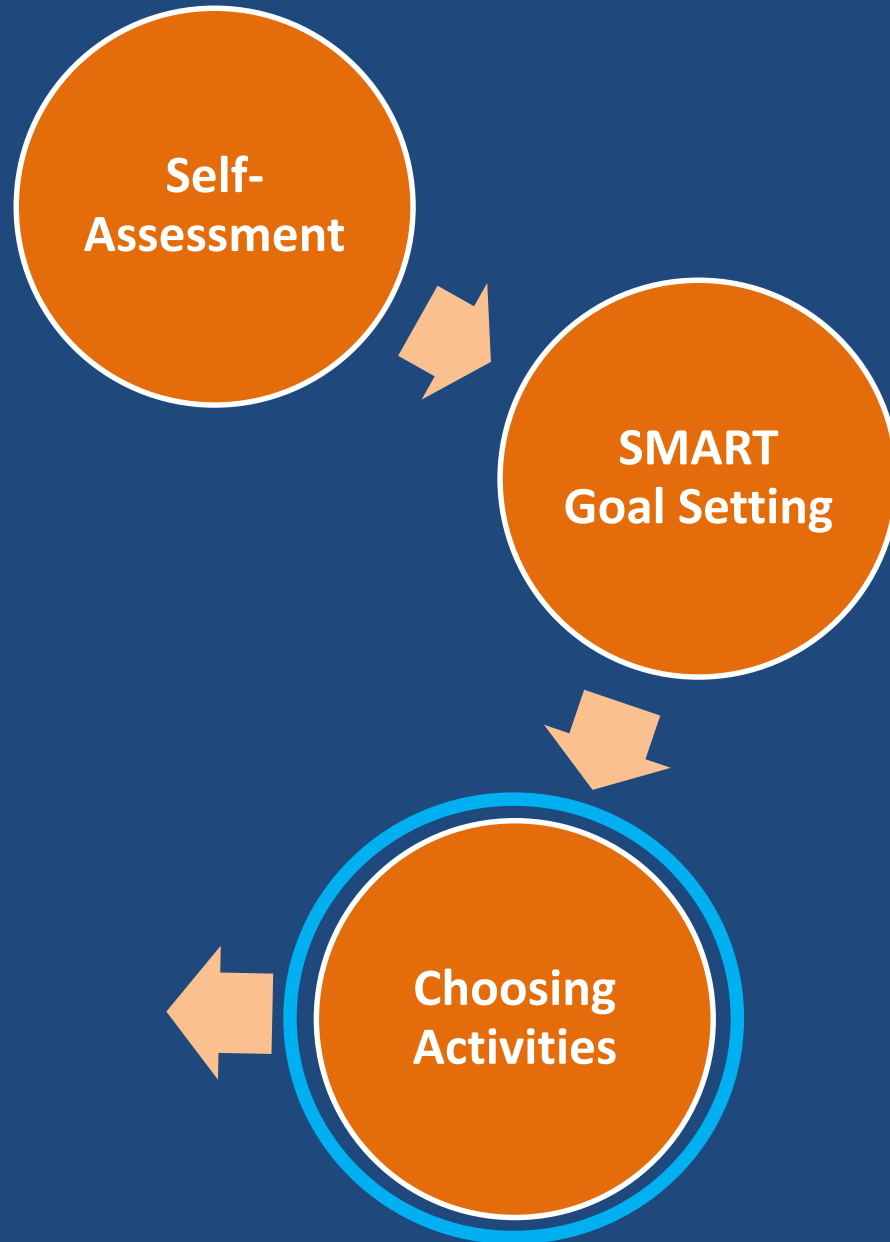 Self-
Assessment
SMART
Goal Setting
Choosing
Activities